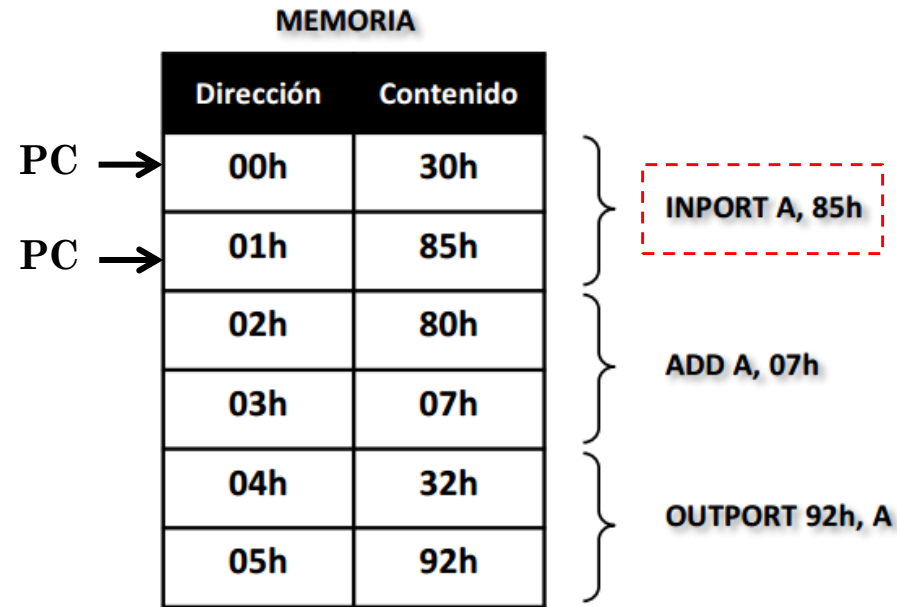 MEMORIA
Dirección Contenido
PC 00h 30h
INPORT A, 85h
PC 01h 85h
02h 80h
ADD A, 07h
03h 07h
04h 32h
OUTPORT 92h, A
05h 92h